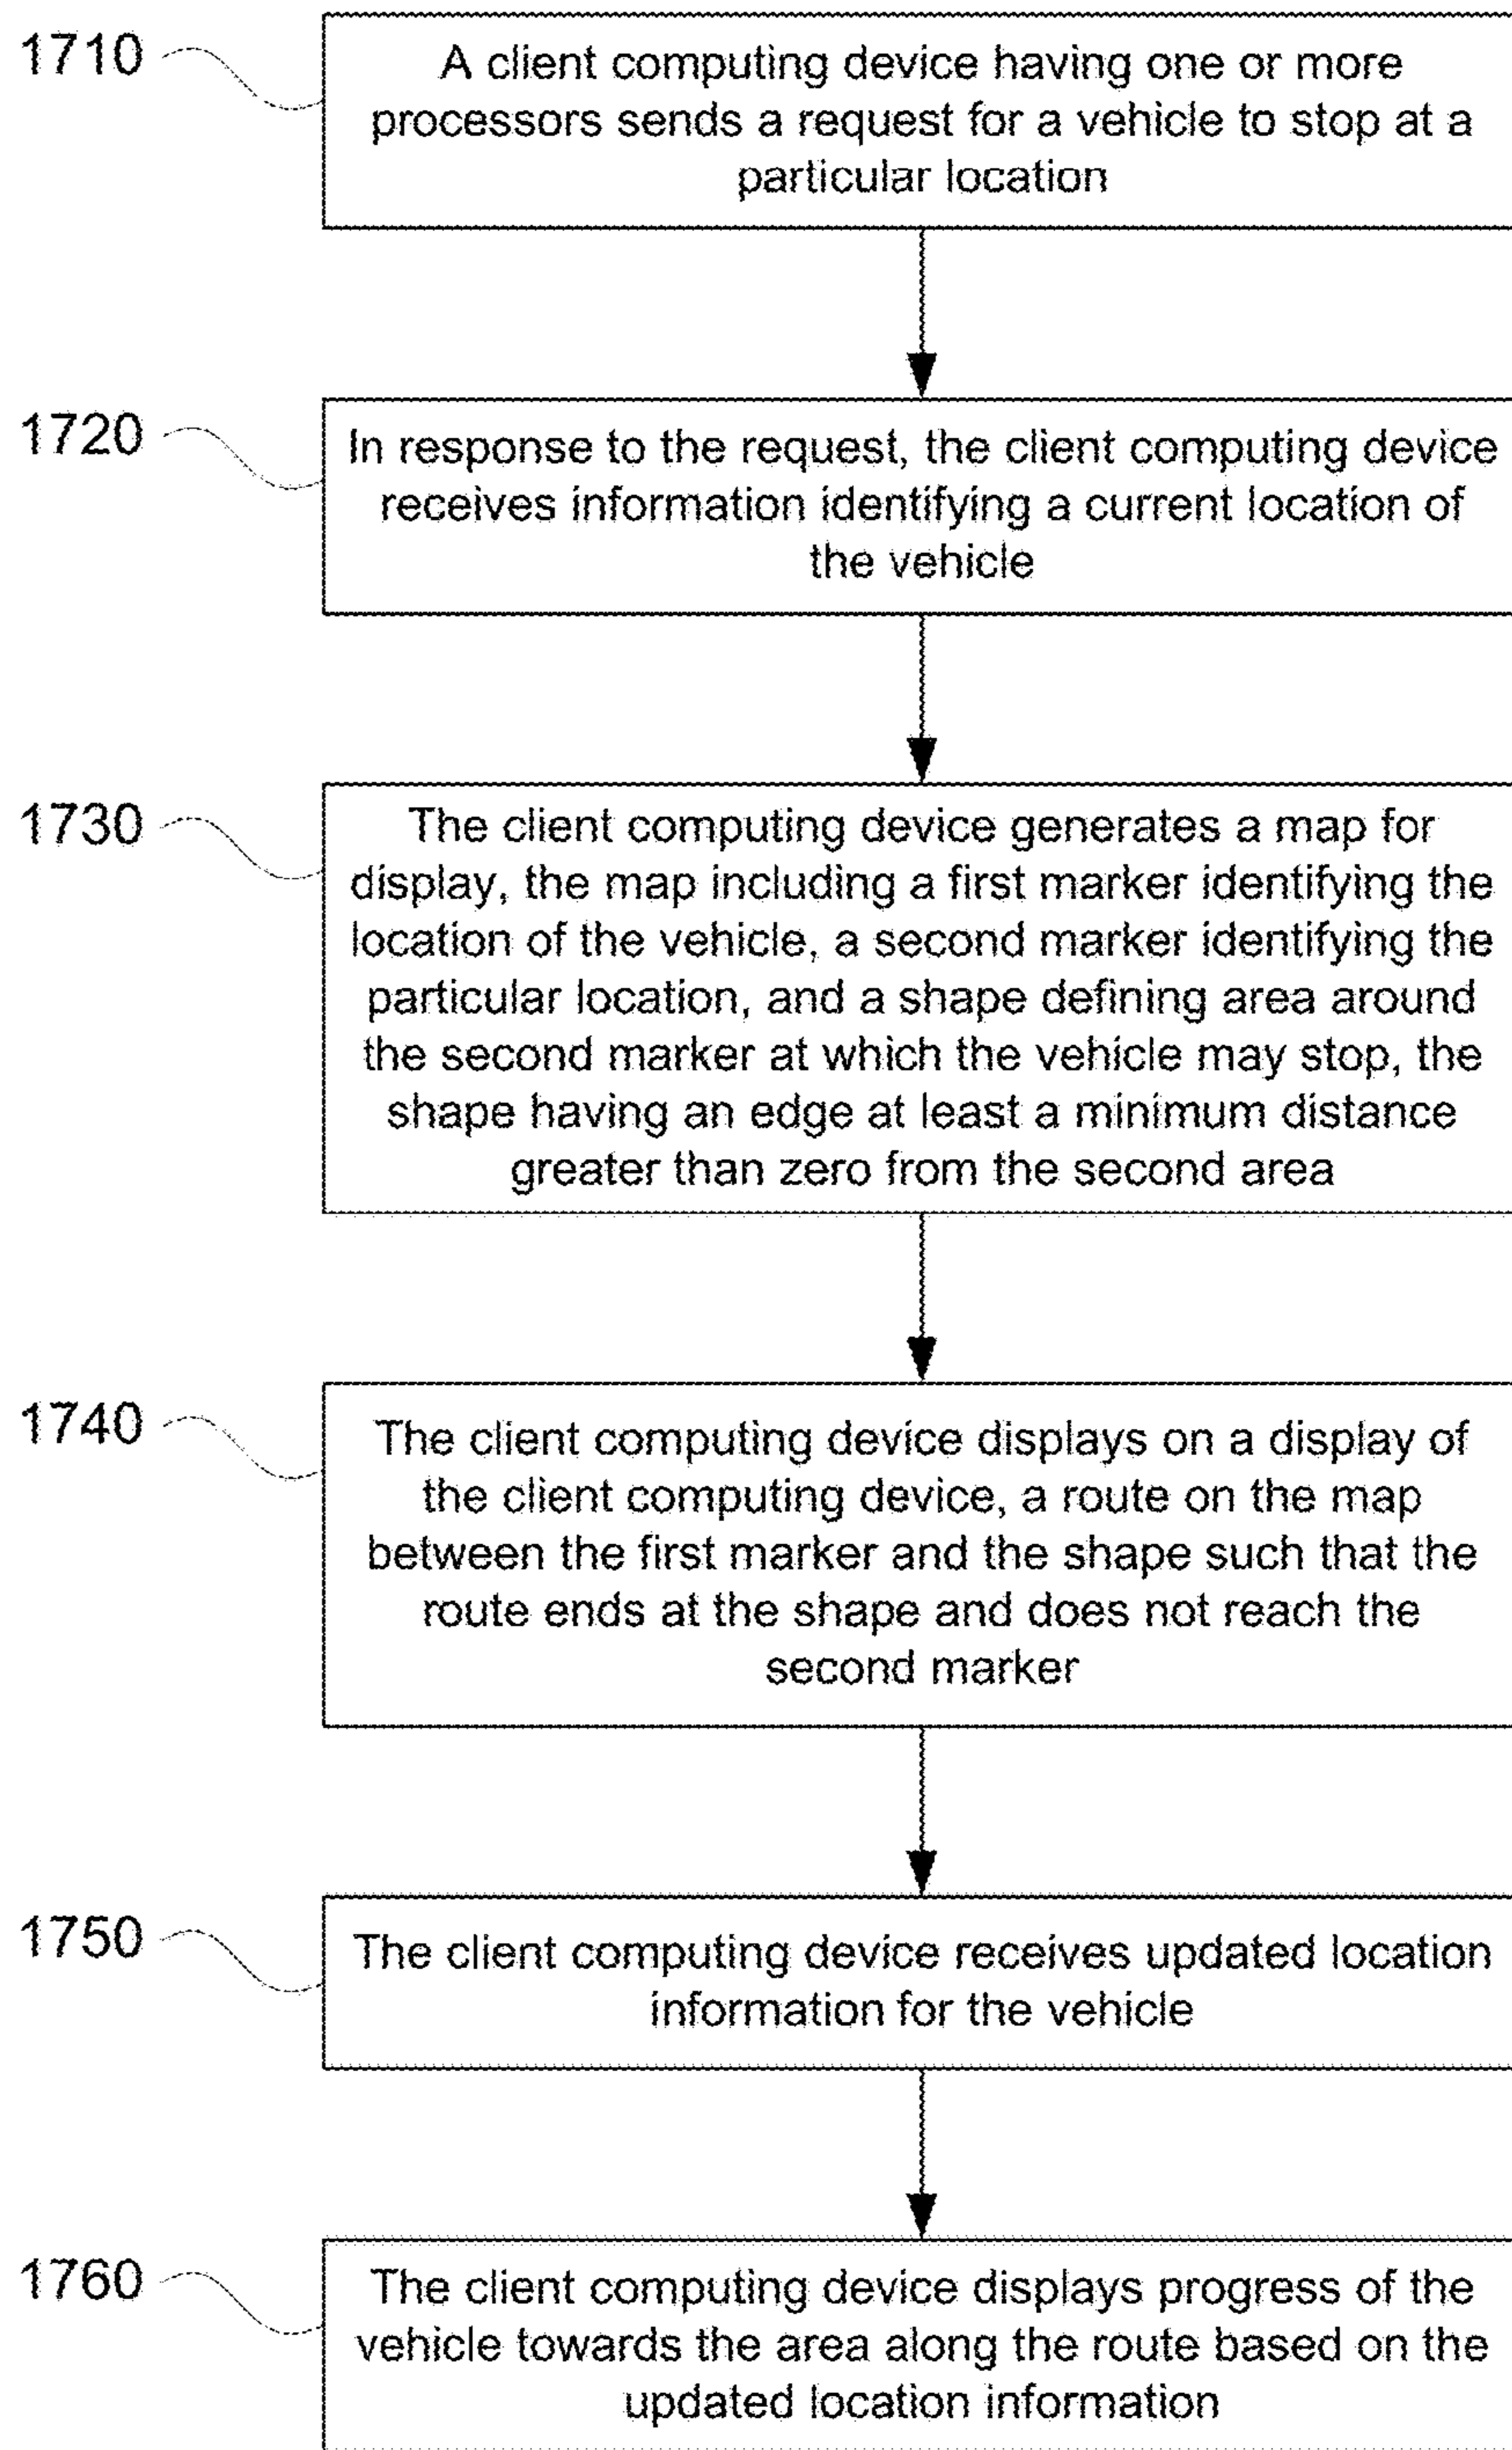 1710
A client computing device having one or more
processors sends a request for a vehicle to stop at a
particular location
1720
In response to the request, the client computing device
receives information identifying a current location of
the vehicle
1730
The client computing device generates a map for
display, the map including a first marker identifying the
location of the vehicle, a second marker identifying the
particular location, and a shape defining area around
the second marker at which the vehicle may stop, the
shape having an edge at least a minimum distance
greater than zero from the second area
1740
The client computing device displays on a display of
the client computing device, a route on the map
between the first marker and the shape such that the
route ends at the shape and does not reach the
second marker
1750
The client computing device receives updated location
information for the vehicle
1760
The client computing device displays progress of the
vehicle towards the area along the route based on the
updated location information